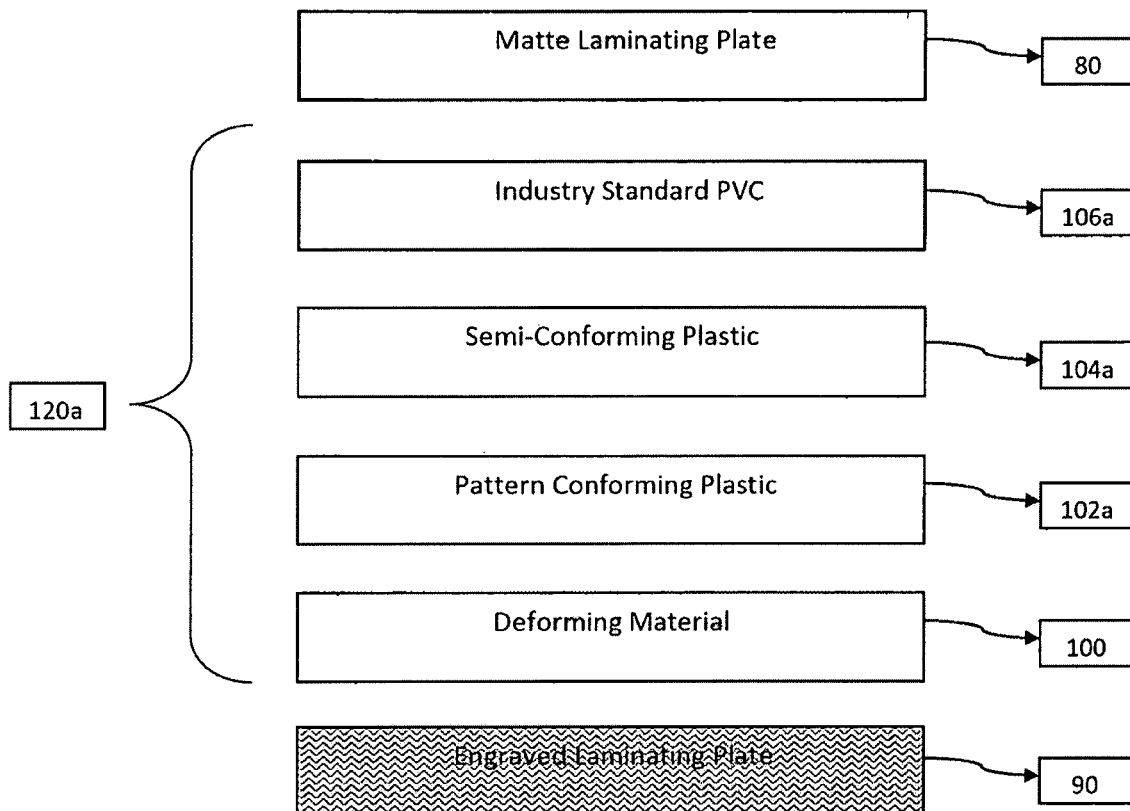 Matte Laminating Plate
80
Industry Standard PVC
106a
Semi-Conforming Plastic
104a
120a
Pattern Conforming Plastic
102a
Deforming Material
100
Engraved Laminating Plate
90